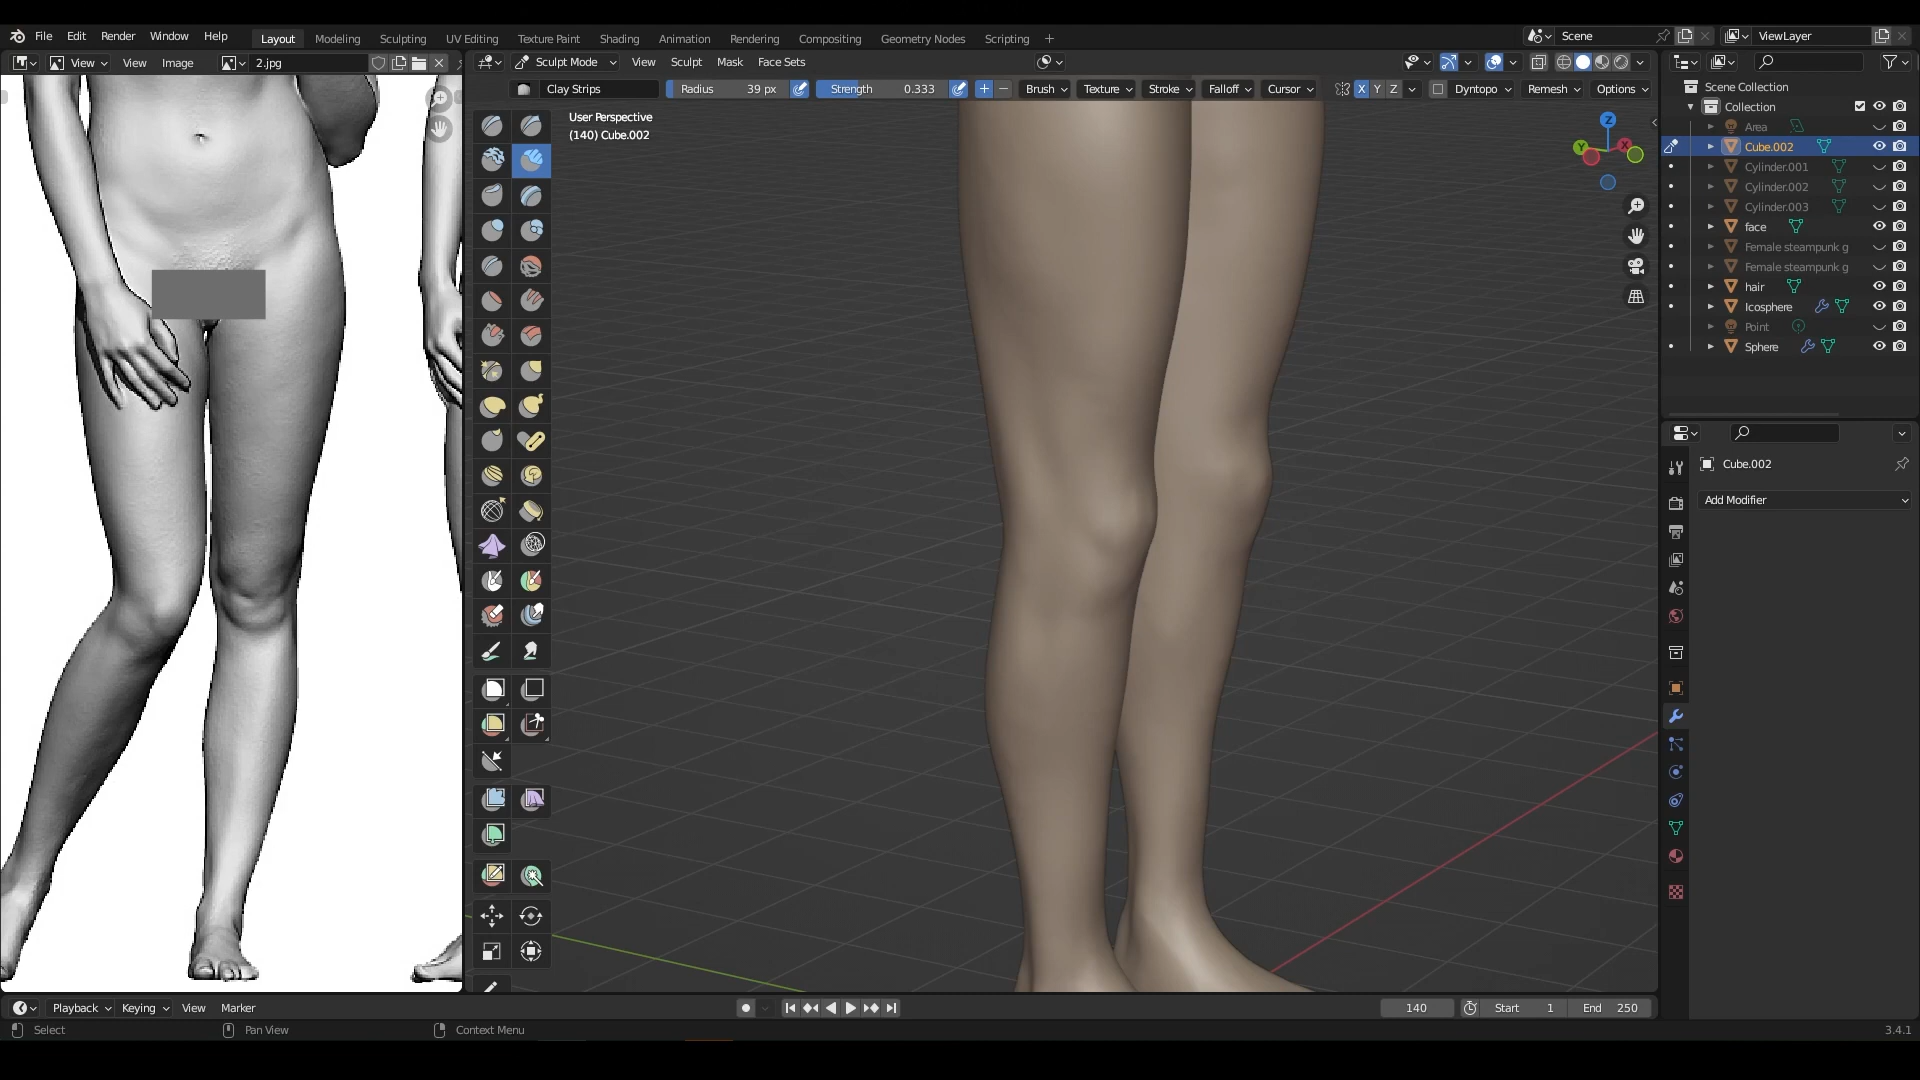 File Edit Render Window Help Layout Modeling Sculpting UV Editing Texture Paint Shading Animation Rendering Compositing Geometry Nodes Scripting + Scene ViewLayer
View View Image 2.jpg Sculpt Mode View Sculpt Mask Face Sets
Clay Strips Radius 39 px Strength 0.333 Brush Texture Stroke Falloff Cursor X Y Z Dyntopo Remesh Options
User Perspective
(140) Cube.002
Z
Y
X
Scene Collection
Collection
Area
Cube.002
Cylinder.001
Cylinder.002
Cylinder.003
face
Female steampunk g
Female steampunk g
hair
Icosphere
Point
Sphere
Cube.002
Add Modifier
Playback Keying View Marker 140 Start 1 End 250
Select Pan View Context Menu 3.4.1